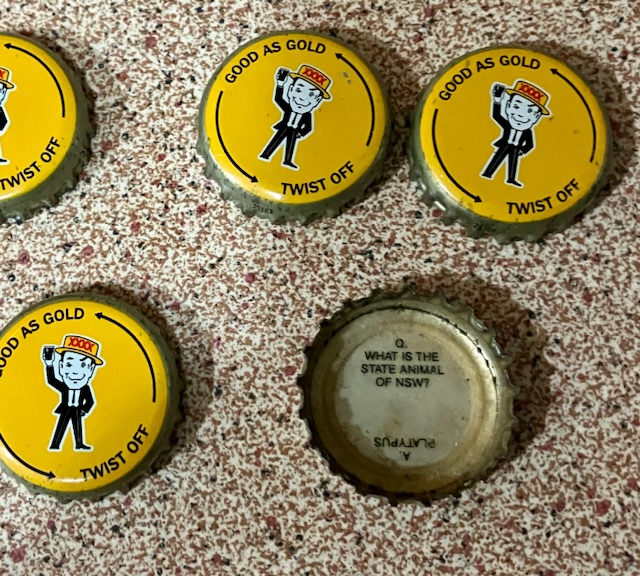 TWIST OFF
GOOD AS GOLD
XXXX
TWIST OFF
GOOD AS GOLD
XXXX
TWIST OFF
OOD AS GOLD
XXXX
TWIST OFF
Q.
WHAT IS THE
STATE ANIMAL
OF NSW?
A.
PLATYPUS